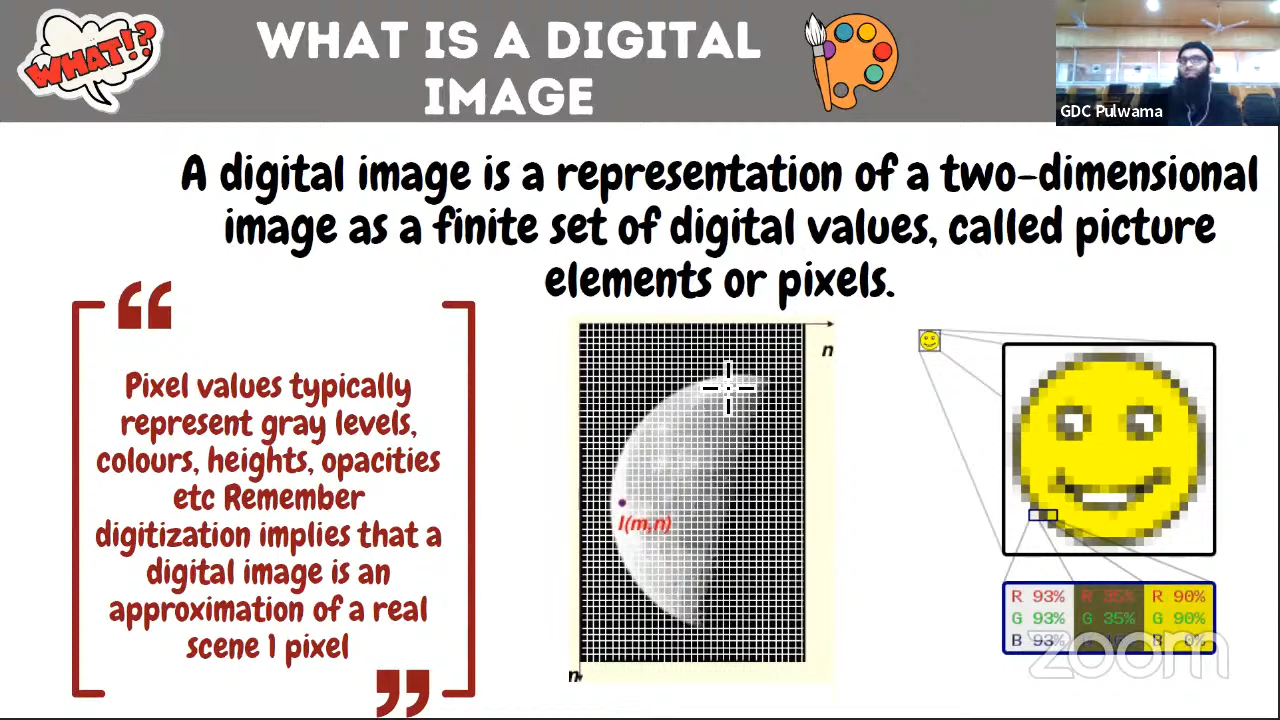 WHAT!?
WHAT IS A DIGITAL
IMAGE
GDC Pulwama
A digital image is a representation of a two-dimensional
image as a finite set of digital values, called picture
elements or pixels.
Pixel values typically
represent gray levels,
colours, heights, opacities
etc Remember
digitization implies that a
digital image is an
approximation of a real
scene 1 pixel
n
I(m,n)
n
R 93% R 35% R 90%
G 93% G 35% G 90%
B 93% B B 0%
zoom